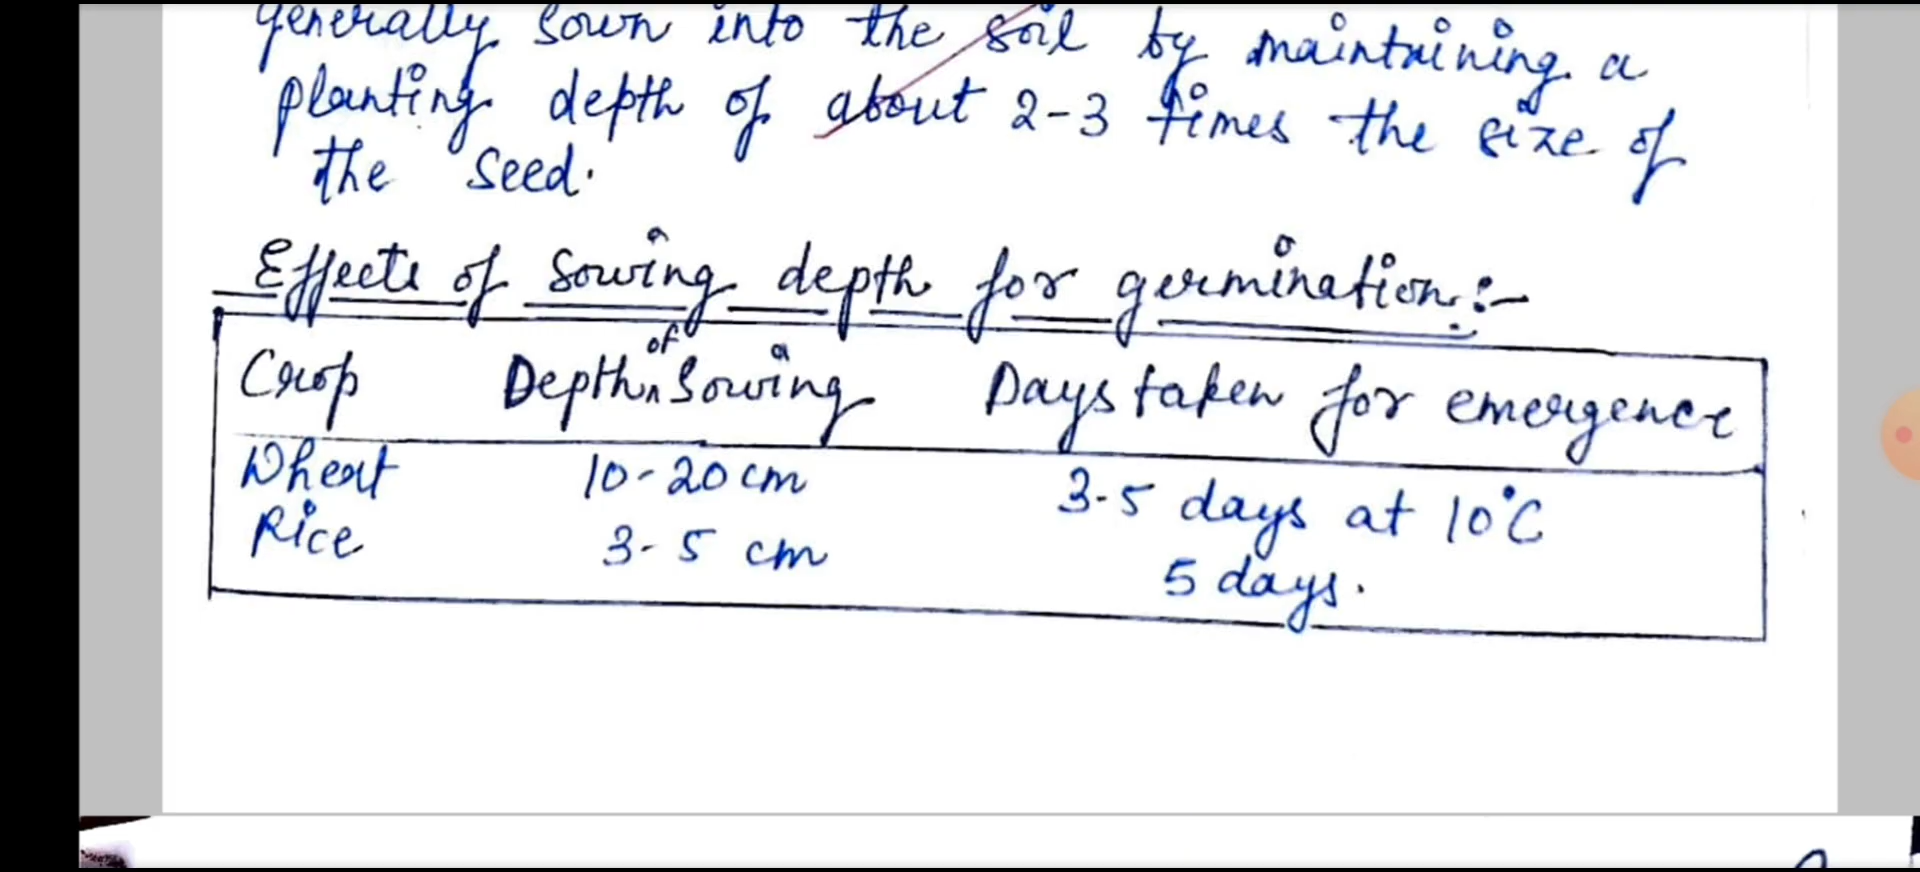 generally sown into the soil by maintaining a
planting depth of about 2-3 times the size of
the seed.
Effects of sowing depth for germination:-
Crop Depth of Sowing Days taken for emergence
Wheat 10-20cm 3-5 days at 10°C
Rice 3-5 cm 5 days.